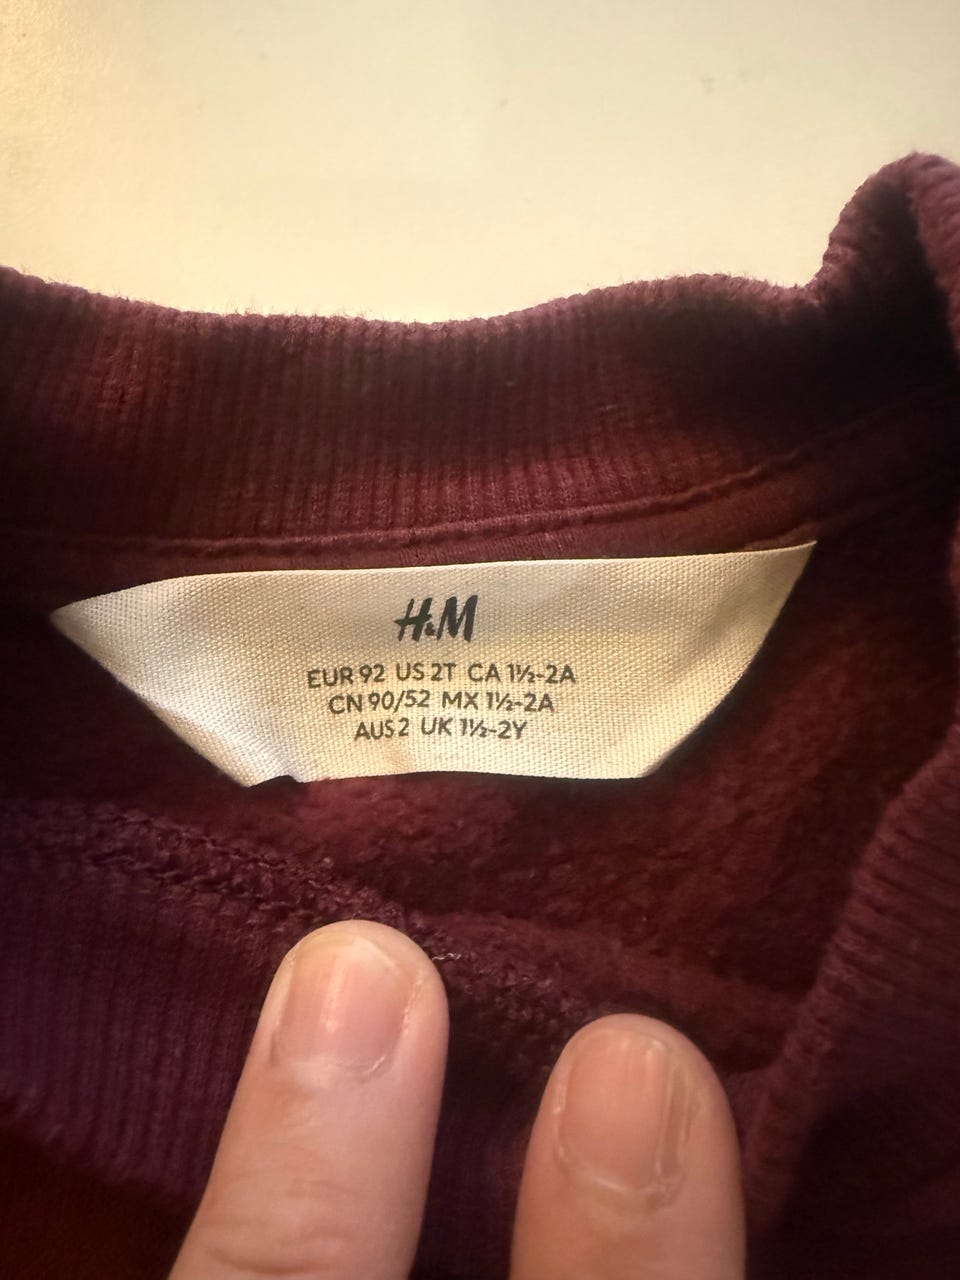 H&M
EUR 92 US 2T CA 1½-2A
CN 90/52 MX 1½-2A
AUS 2 UK 1½-2Y